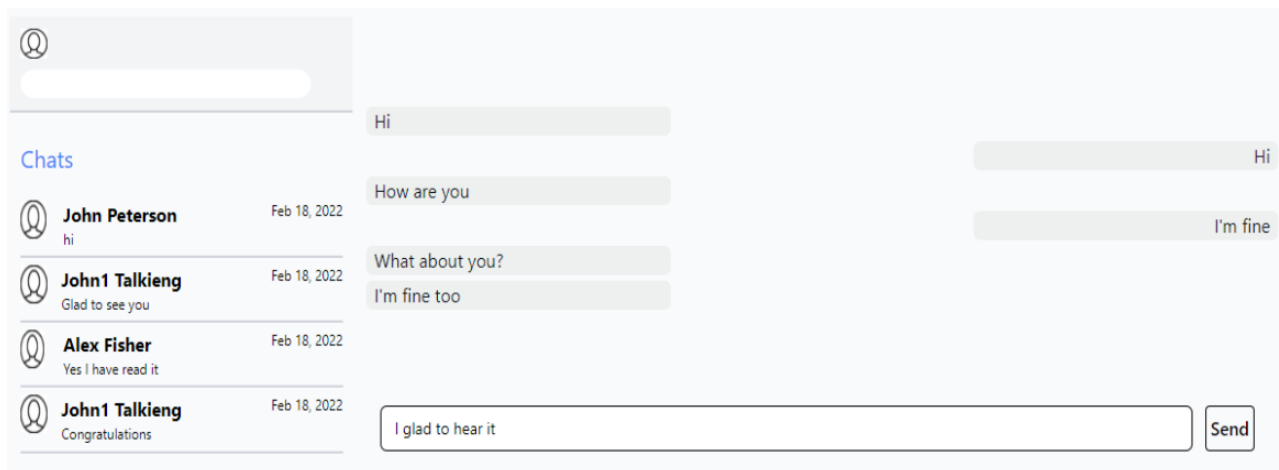 Chats
John Peterson
Feb 18, 2022
hi
John1 Talkieng
Feb 18, 2022
Glad to see you
Alex Fisher
Feb 18, 2022
Yes I have read it
John1 Talkieng
Feb 18, 2022
Congratulations
Hi
Hi
How are you
I'm fine
What about you?
I'm fine too
I glad to hear it
Send